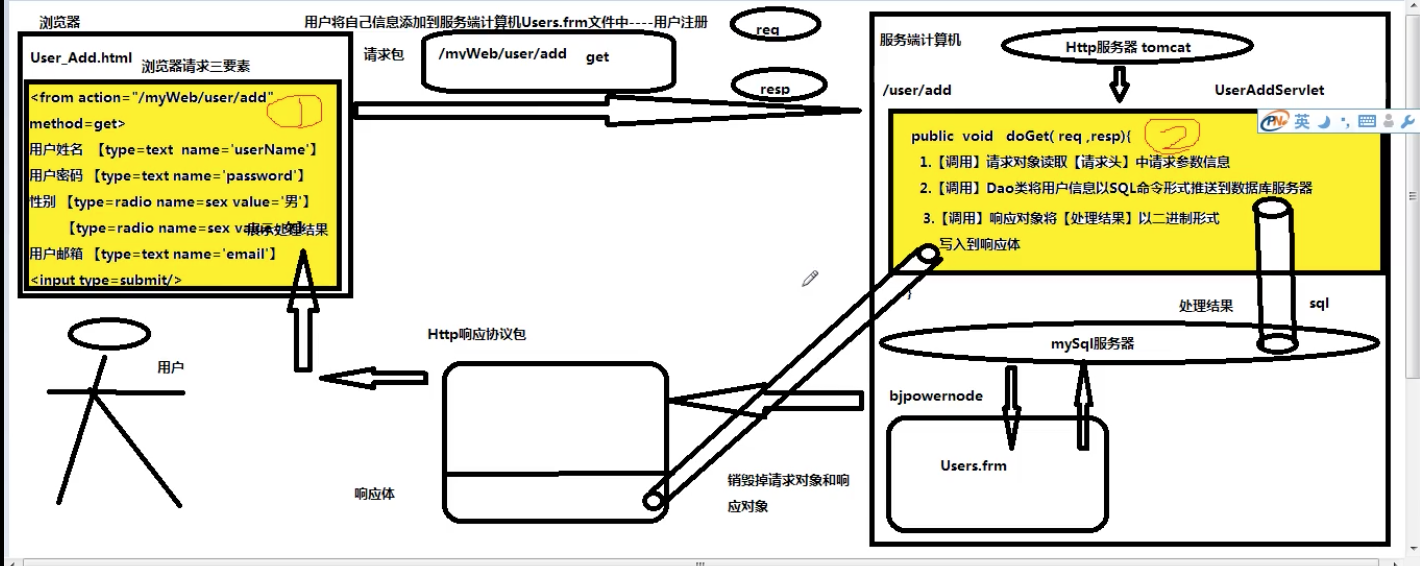 浏览器
用户将自己信息添加到服务端计算机Users.frm文件中----用户注册
User_Add.html
浏览器请求三要素
<from action="/myWeb/user/add"
method=get>
用户姓名 【type=text name='userName'】
用户密码 【type=text name='password'】
性别 【type=radio name=sex value='男'】
【type=radio name=sex
展示处理结果
用户邮箱 【type=text name='email'】
<input type=submit/>
1
用户
请求包
/myWeb/user/add get
req
resp
服务端计算机
Http服务器 tomcat
/user/add
UserAddServlet
英
public void doGet( req ,resp){
2
1.【调用】请求对象读取【请求头】中请求参数信息
2.【调用】Dao类将用户信息以SQL命令形式推送到数据库服务器
3.【调用】响应对象将【处理结果】以二进制形式
写入到响应体
}
处理结果
sql
mySql服务器
bjpowernode
Users.frm
Http响应协议包
响应体
销毁掉请求对象和响
应对象